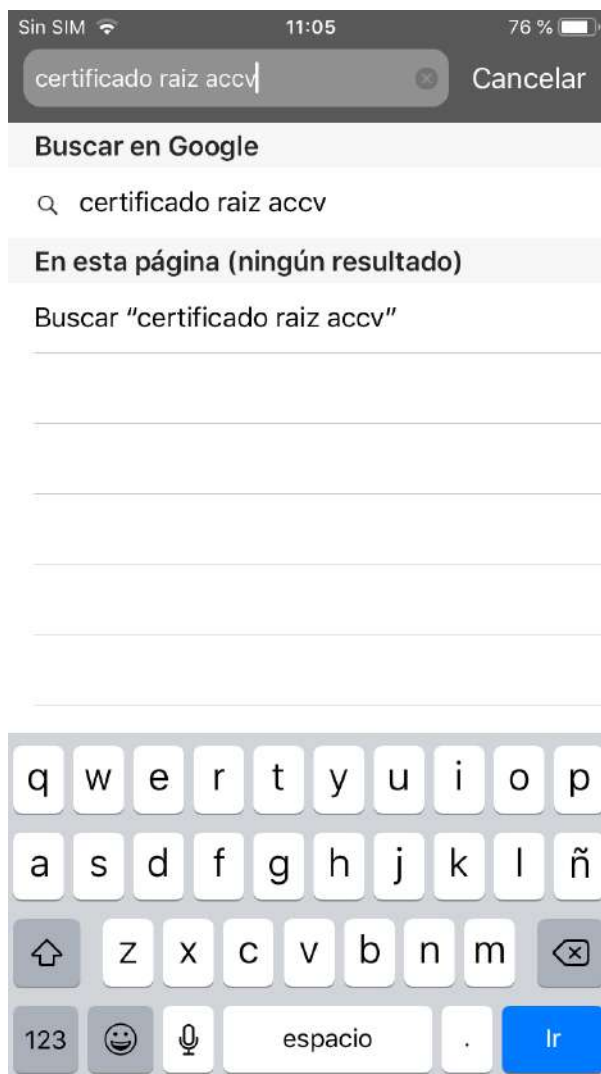 Sin SIM 11:05 76 %
certificado raiz accv Cancelar
Buscar en Google
certificado raiz accv
En esta página (ningún resultado)
Buscar “certificado raiz accv”
q w e r t y u i o p
a s d f g h j k l ñ
z x c v b n m
123 espacio . Ir